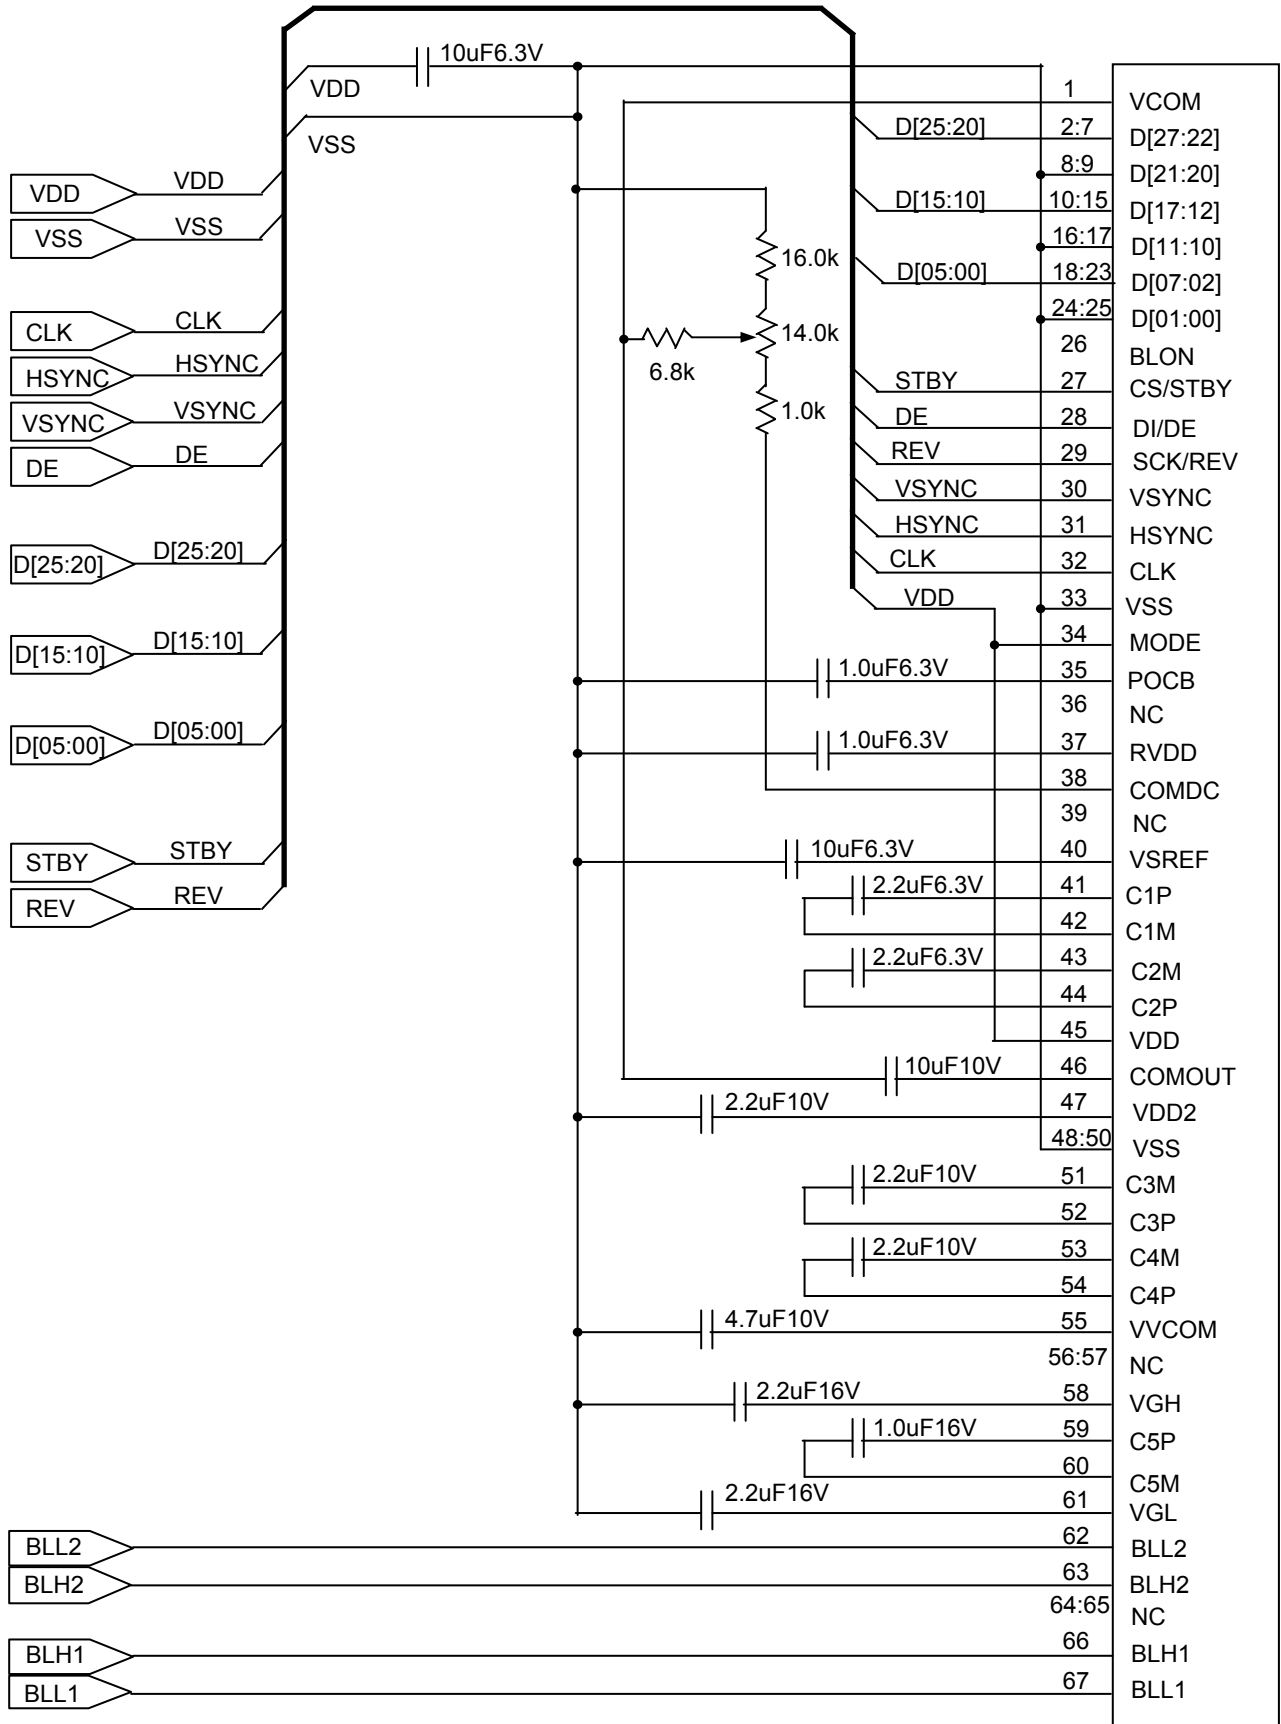 10uF6.3V
VDD
VSS
VDD VDD
VSS VSS
CLK CLK
HSYNC HSYNC
VSYNC VSYNC
DE DE
D[25:20] D[25:20]
D[15:10] D[15:10]
D[05:00] D[05:00]
STBY STBY
REV REV
16.0k
14.0k
6.8k
1.0k
1 VCOM
D[25:20] 2:7 D[27:22]
8:9 D[21:20]
D[15:10] 10:15 D[17:12]
16:17 D[11:10]
D[05:00] 18:23 D[07:02]
24:25 D[01:00]
26 BLON
STBY 27 CS/STBY
DE 28 DI/DE
REV 29 SCK/REV
VSYNC 30 VSYNC
HSYNC 31 HSYNC
CLK 32 CLK
VDD 33 VSS
34 MODE
1.0uF6.3V 35 POCB
36 NC
1.0uF6.3V 37 RVDD
38 COMDC
39 NC
10uF6.3V 40 VSREF
2.2uF6.3V 41 C1P
42 C1M
2.2uF6.3V 43 C2M
44 C2P
45 VDD
10uF10V 46 COMOUT
2.2uF10V 47 VDD2
48:50 VSS
2.2uF10V 51 C3M
52 C3P
2.2uF10V 53 C4M
54 C4P
4.7uF10V 55 VVCOM
56:57 NC
2.2uF16V 58 VGH
1.0uF16V 59 C5P
60 C5M
2.2uF16V 61 VGL
BLL2 62 BLL2
BLH2 63 BLH2
64:65 NC
BLH1 66 BLH1
BLL1 67 BLL1